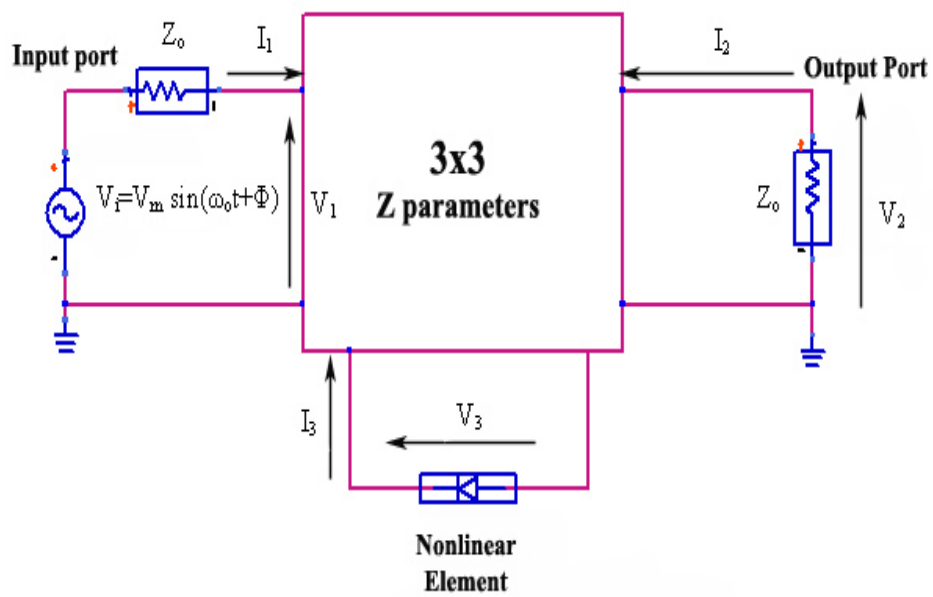 Input port
Zₒ
I₁
I₂
Output Port
3x3
Z parameters
Vᵢ=Vₘ sin(ωₒt+Φ)
V₁
Zₒ
V₂
I₃
V₃
Nonlinear
Element